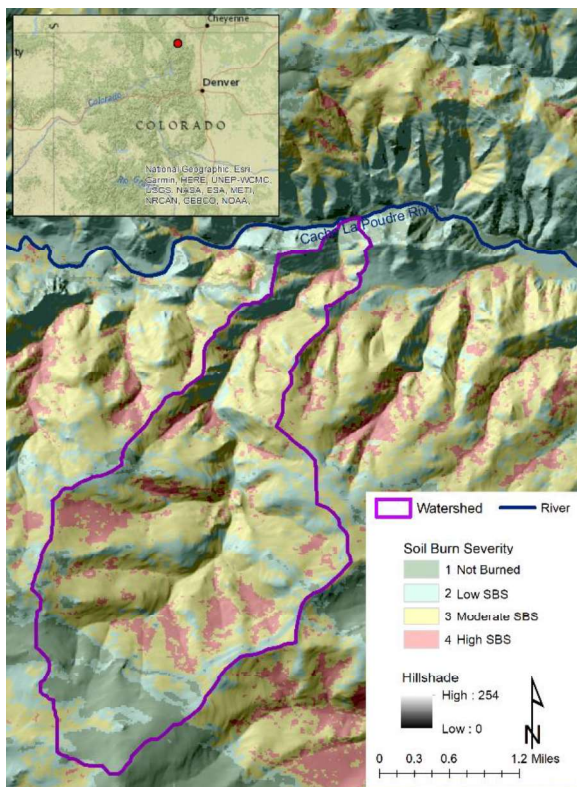 Cheyenne
Denver
Colorado
COLORADO
National Geographic, Esri,
Garmin, HERE, UNEP-WCMC,
USGS, NASA, ESA, METI,
NRCAN, GEBCO, NOAA,
Cache La Poudre River
Watershed
River
Soil Burn Severity
1 Not Burned
2 Low SBS
3 Moderate SBS
4 High SBS
Hillshade
High : 254
Low : 0
N
0 0.3 0.6 1.2 Miles